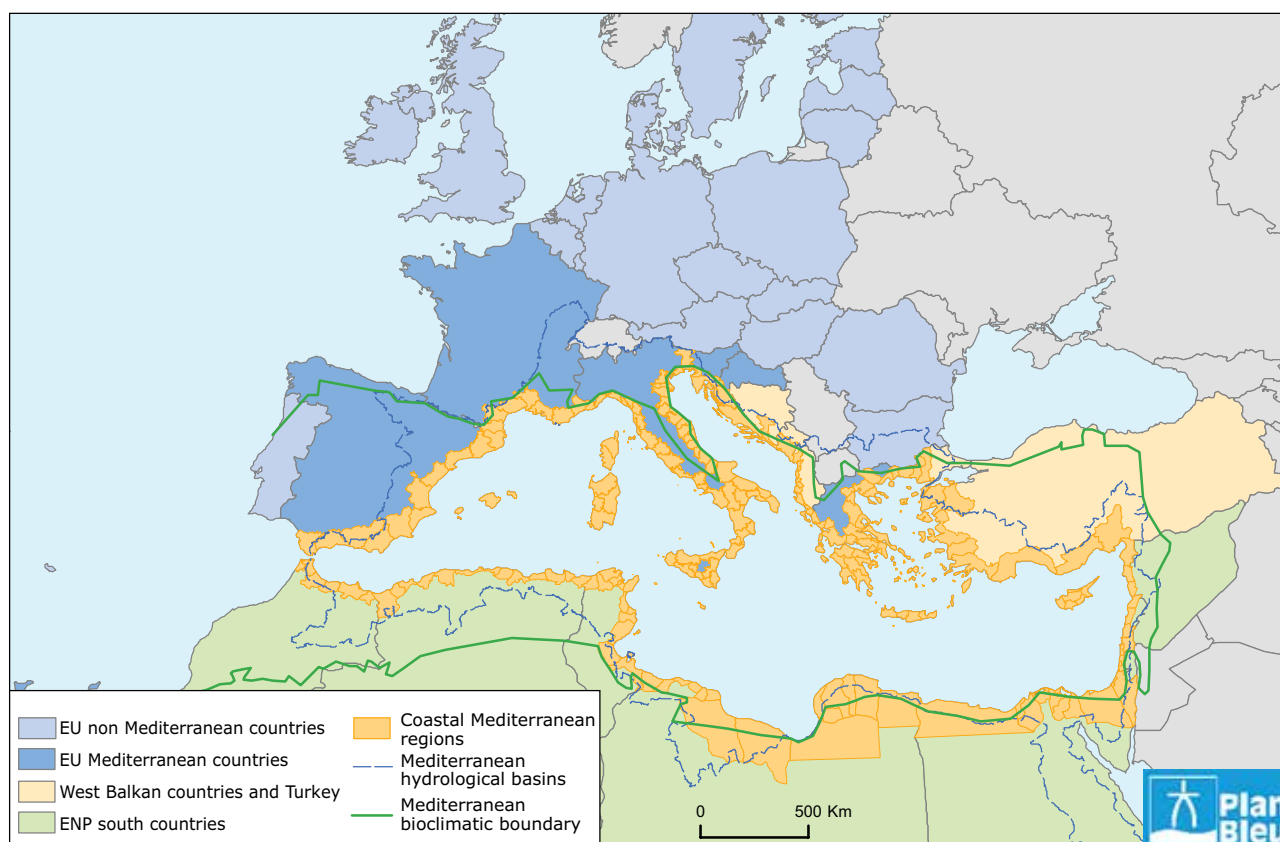 EU non Mediterranean countries
EU Mediterranean countries
West Balkan countries and Turkey
ENP south countries
Coastal Mediterranean
regions
Mediterranean
hydrological basins
Mediterranean
bioclimatic boundary
0 500 Km
Plan
Bleu